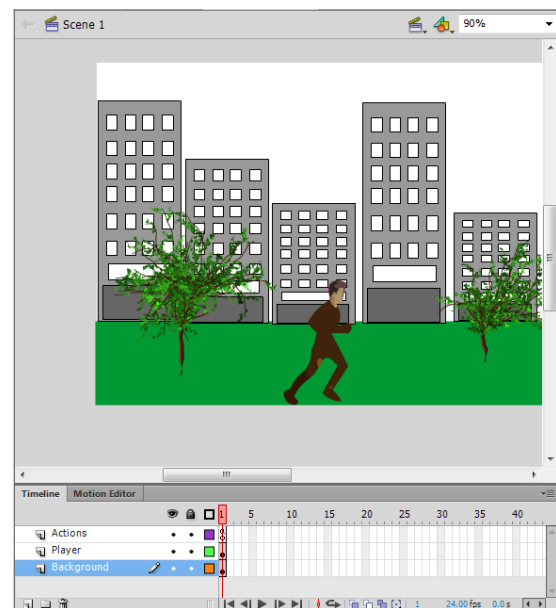 Scene 1 90%
Timeline Motion Editor
1 5 10 15 20 25 30 35 40
Actions
Player
Background
1 24.00 fps 0.0 s